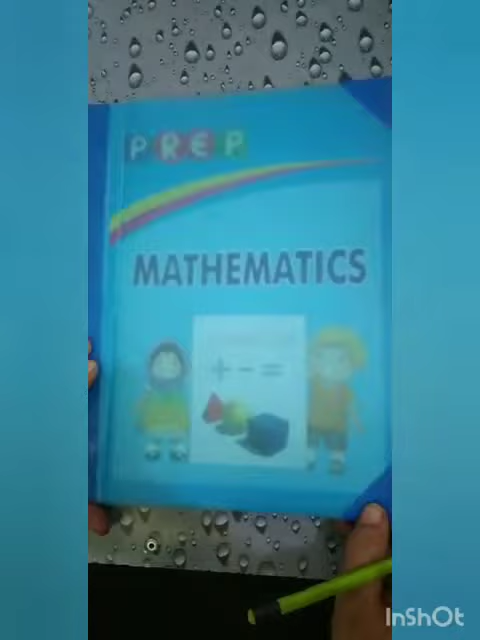 PREP
MATHEMATICS
+ - =
InShOt